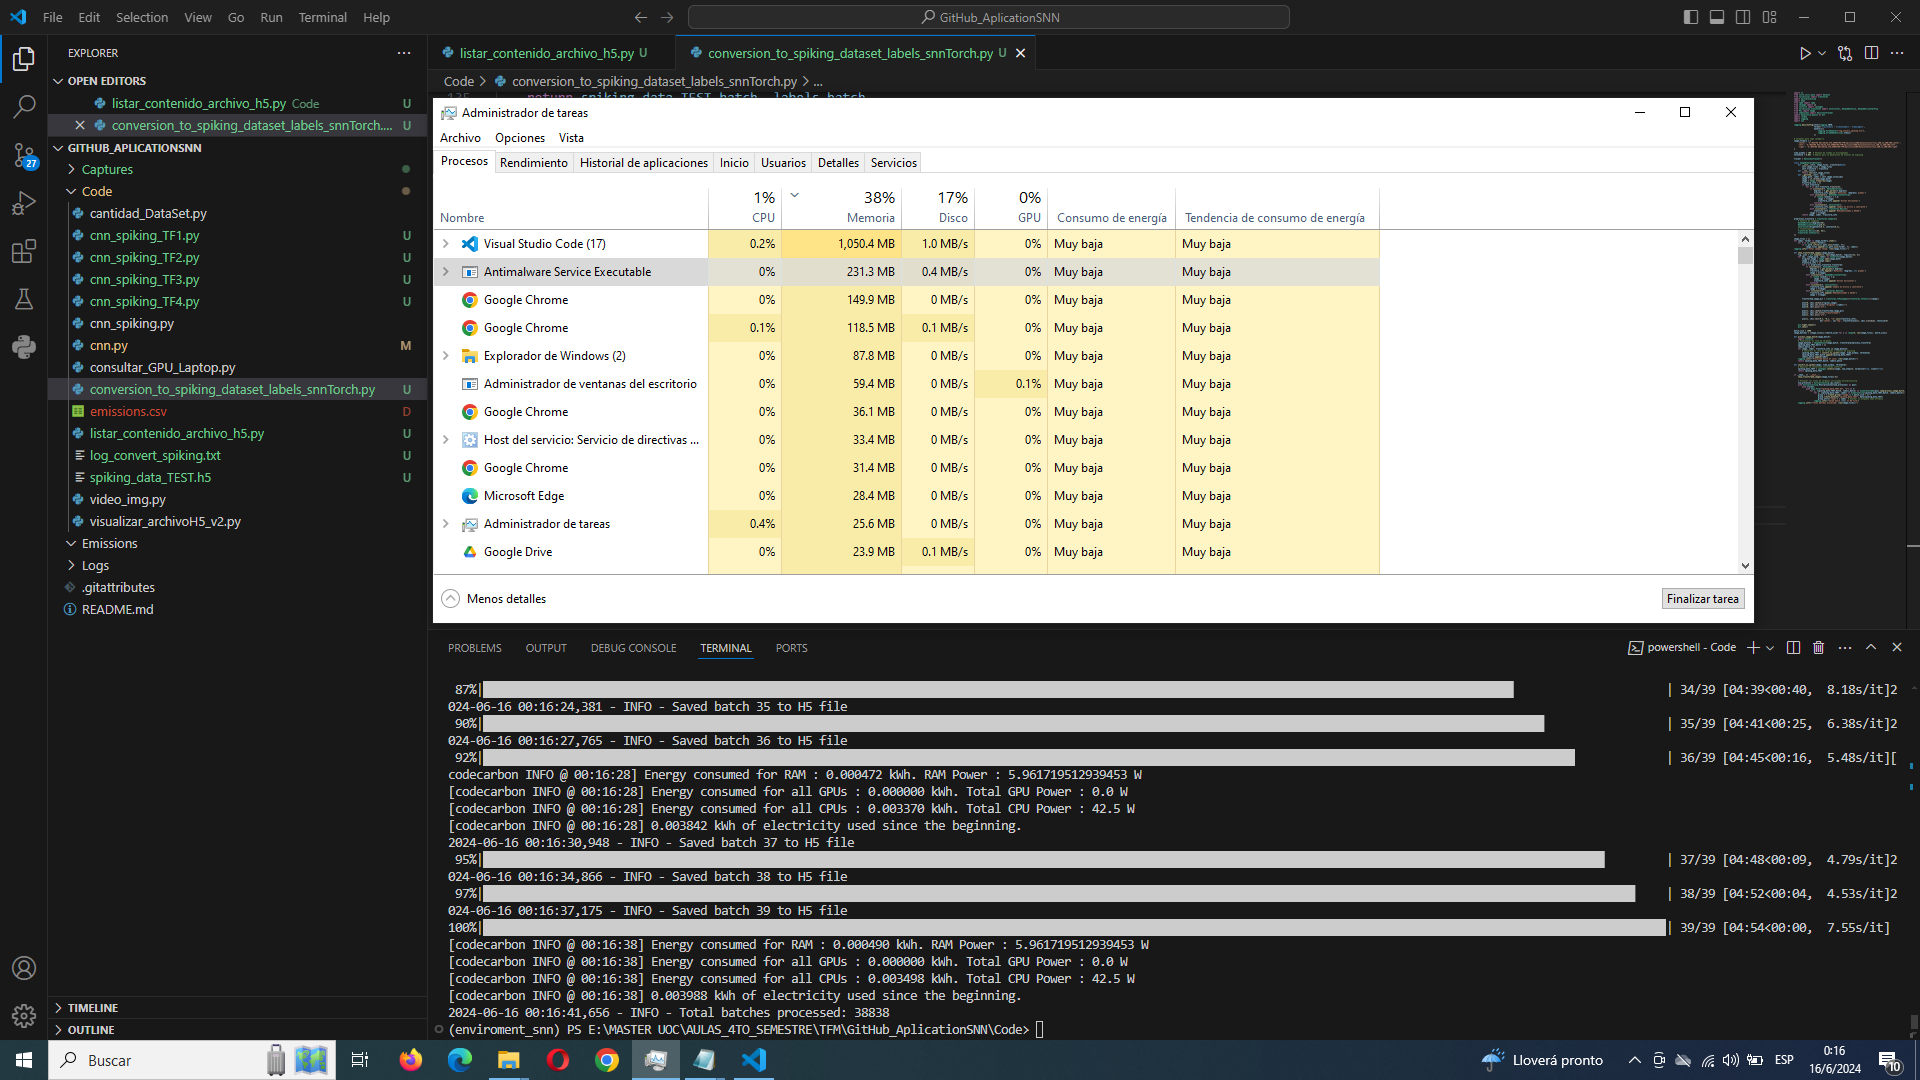 File Edit Selection View Go Run Terminal Help
GitHub_AplicationSNN
EXPLORER
OPEN EDITORS
listar_contenido_archivo_h5.py Code U
conversion_to_spiking_dataset_labels_snnTorch.... U
GITHUB_APLICATIONSNN
27
Captures
Code
cantidad_DataSet.py
cnn_spiking_TF1.py U
cnn_spiking_TF2.py U
cnn_spiking_TF3.py U
cnn_spiking_TF4.py U
cnn_spiking.py
cnn.py M
consultar_GPU_Laptop.py
conversion_to_spiking_dataset_labels_snnTorch.py U
emissions.csv D
listar_contenido_archivo_h5.py U
log_convert_spiking.txt U
spiking_data_TEST.h5 U
video_img.py
visualizar_archivoH5_v2.py
Emissions
Logs
.gitattributes
README.md
TIMELINE
OUTLINE
listar_contenido_archivo_h5.py U
conversion_to_spiking_dataset_labels_snnTorch.py U
Code > conversion_to_spiking_dataset_labels_snnTorch.py > ...
Administrador de tareas
Archivo Opciones Vista
Procesos Rendimiento Historial de aplicaciones Inicio Usuarios Detalles Servicios
1% 38% 17% 0%
Nombre CPU Memoria Disco GPU Consumo de energía Tendencia de consumo de energía
Visual Studio Code (17) 0.2% 1,050.4 MB 1.0 MB/s 0% Muy baja Muy baja
Antimalware Service Executable 0% 231.3 MB 0.4 MB/s 0% Muy baja Muy baja
Google Chrome 0% 149.9 MB 0 MB/s 0% Muy baja Muy baja
Google Chrome 0.1% 118.5 MB 0.1 MB/s 0% Muy baja Muy baja
Explorador de Windows (2) 0% 87.8 MB 0 MB/s 0% Muy baja Muy baja
Administrador de ventanas del escritorio 0% 59.4 MB 0 MB/s 0.1% Muy baja Muy baja
Google Chrome 0% 36.1 MB 0 MB/s 0% Muy baja Muy baja
Host del servicio: Servicio de directivas ... 0% 33.4 MB 0 MB/s 0% Muy baja Muy baja
Google Chrome 0% 31.4 MB 0 MB/s 0% Muy baja Muy baja
Microsoft Edge 0% 28.4 MB 0 MB/s 0% Muy baja Muy baja
Administrador de tareas 0.4% 25.6 MB 0 MB/s 0% Muy baja Muy baja
Google Drive 0% 23.9 MB 0.1 MB/s 0% Muy baja Muy baja
Menos detalles
Finalizar tarea
PROBLEMS OUTPUT DEBUG CONSOLE TERMINAL PORTS
powershell - Code
87%| | 34/39 [04:39<00:40, 8.18s/it]2
024-06-16 00:16:24,381 - INFO - Saved batch 35 to H5 file
90%| | 35/39 [04:41<00:25, 6.38s/it]2
024-06-16 00:16:27,765 - INFO - Saved batch 36 to H5 file
92%| | 36/39 [04:45<00:16, 5.48s/it][
codecarbon INFO @ 00:16:28] Energy consumed for RAM : 0.000472 kWh. RAM Power : 5.961719512939453 W
[codecarbon INFO @ 00:16:28] Energy consumed for all GPUs : 0.000000 kWh. Total GPU Power : 0.0 W
[codecarbon INFO @ 00:16:28] Energy consumed for all CPUs : 0.003370 kWh. Total CPU Power : 42.5 W
[codecarbon INFO @ 00:16:28] 0.003842 kWh of electricity used since the beginning.
2024-06-16 00:16:30,948 - INFO - Saved batch 37 to H5 file
95%| | 37/39 [04:48<00:09, 4.79s/it]2
024-06-16 00:16:34,866 - INFO - Saved batch 38 to H5 file
97%| | 38/39 [04:52<00:04, 4.53s/it]2
024-06-16 00:16:37,175 - INFO - Saved batch 39 to H5 file
100%| | 39/39 [04:54<00:00, 7.55s/it]
[codecarbon INFO @ 00:16:38] Energy consumed for RAM : 0.000490 kWh. RAM Power : 5.961719512939453 W
[codecarbon INFO @ 00:16:38] Energy consumed for all GPUs : 0.000000 kWh. Total GPU Power : 0.0 W
[codecarbon INFO @ 00:16:38] Energy consumed for all CPUs : 0.003498 kWh. Total CPU Power : 42.5 W
[codecarbon INFO @ 00:16:38] 0.003988 kWh of electricity used since the beginning.
2024-06-16 00:16:41,656 - INFO - Total batches processed: 38838
(enviroment_snn) PS E:\MASTER UOC\AULAS_4TO_SEMESTRE\TFM\GitHub_AplicationSNN\Code>
Buscar
Lloverá pronto
ESP
0:16
16/6/2024
10